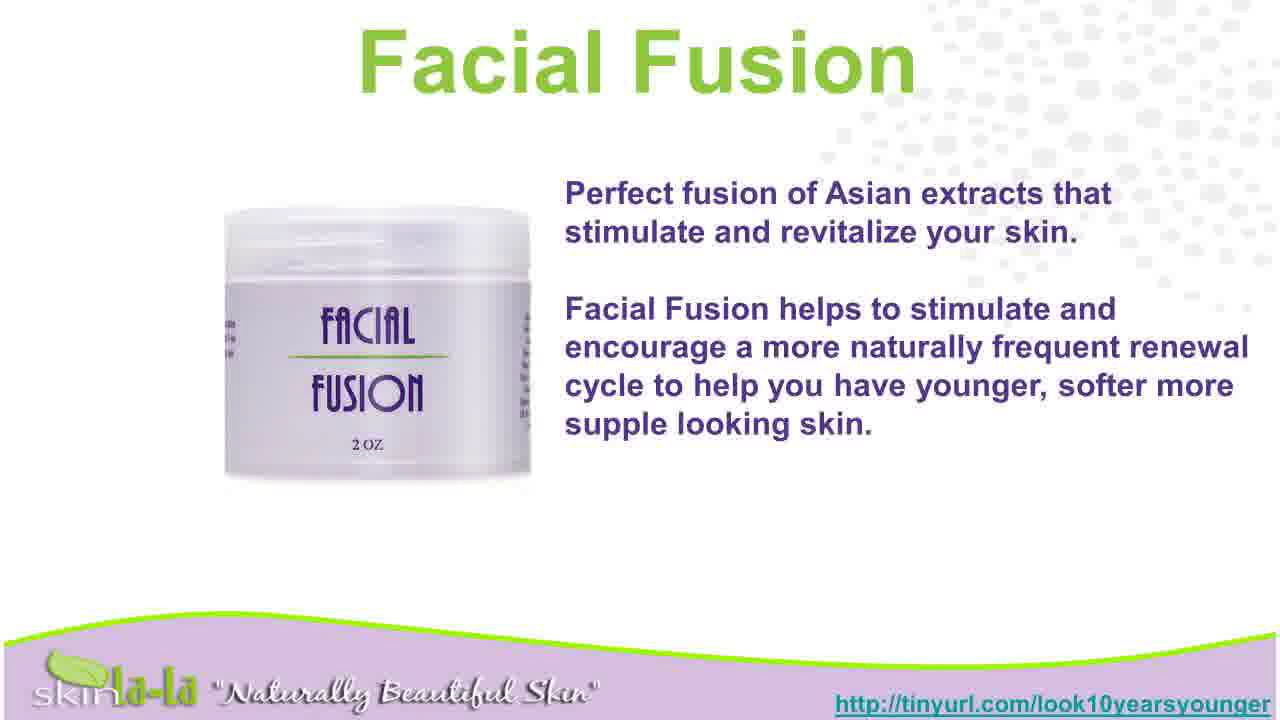 Facial Fusion
Perfect fusion of Asian extracts that
stimulate and revitalize your skin.
Facial Fusion helps to stimulate and
encourage a more naturally frequent renewal
cycle to help you have younger, softer more
supple looking skin.
FACIAL
FUSION
2 OZ
skin la-la "Naturally Beautiful Skin"
http://tinyurl.com/look10yearsyounger